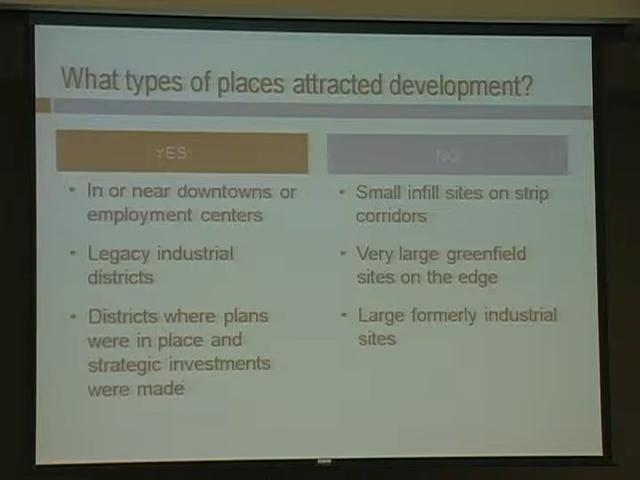 What types of places attracted development?
YES
• In or near downtowns or
employment centers
• Legacy industrial
districts
• Districts where plans
were in place and
strategic investments
were made
NO
• Small infill sites on strip
corridors
• Very large greenfield
sites on the edge
• Large formerly industrial
sites